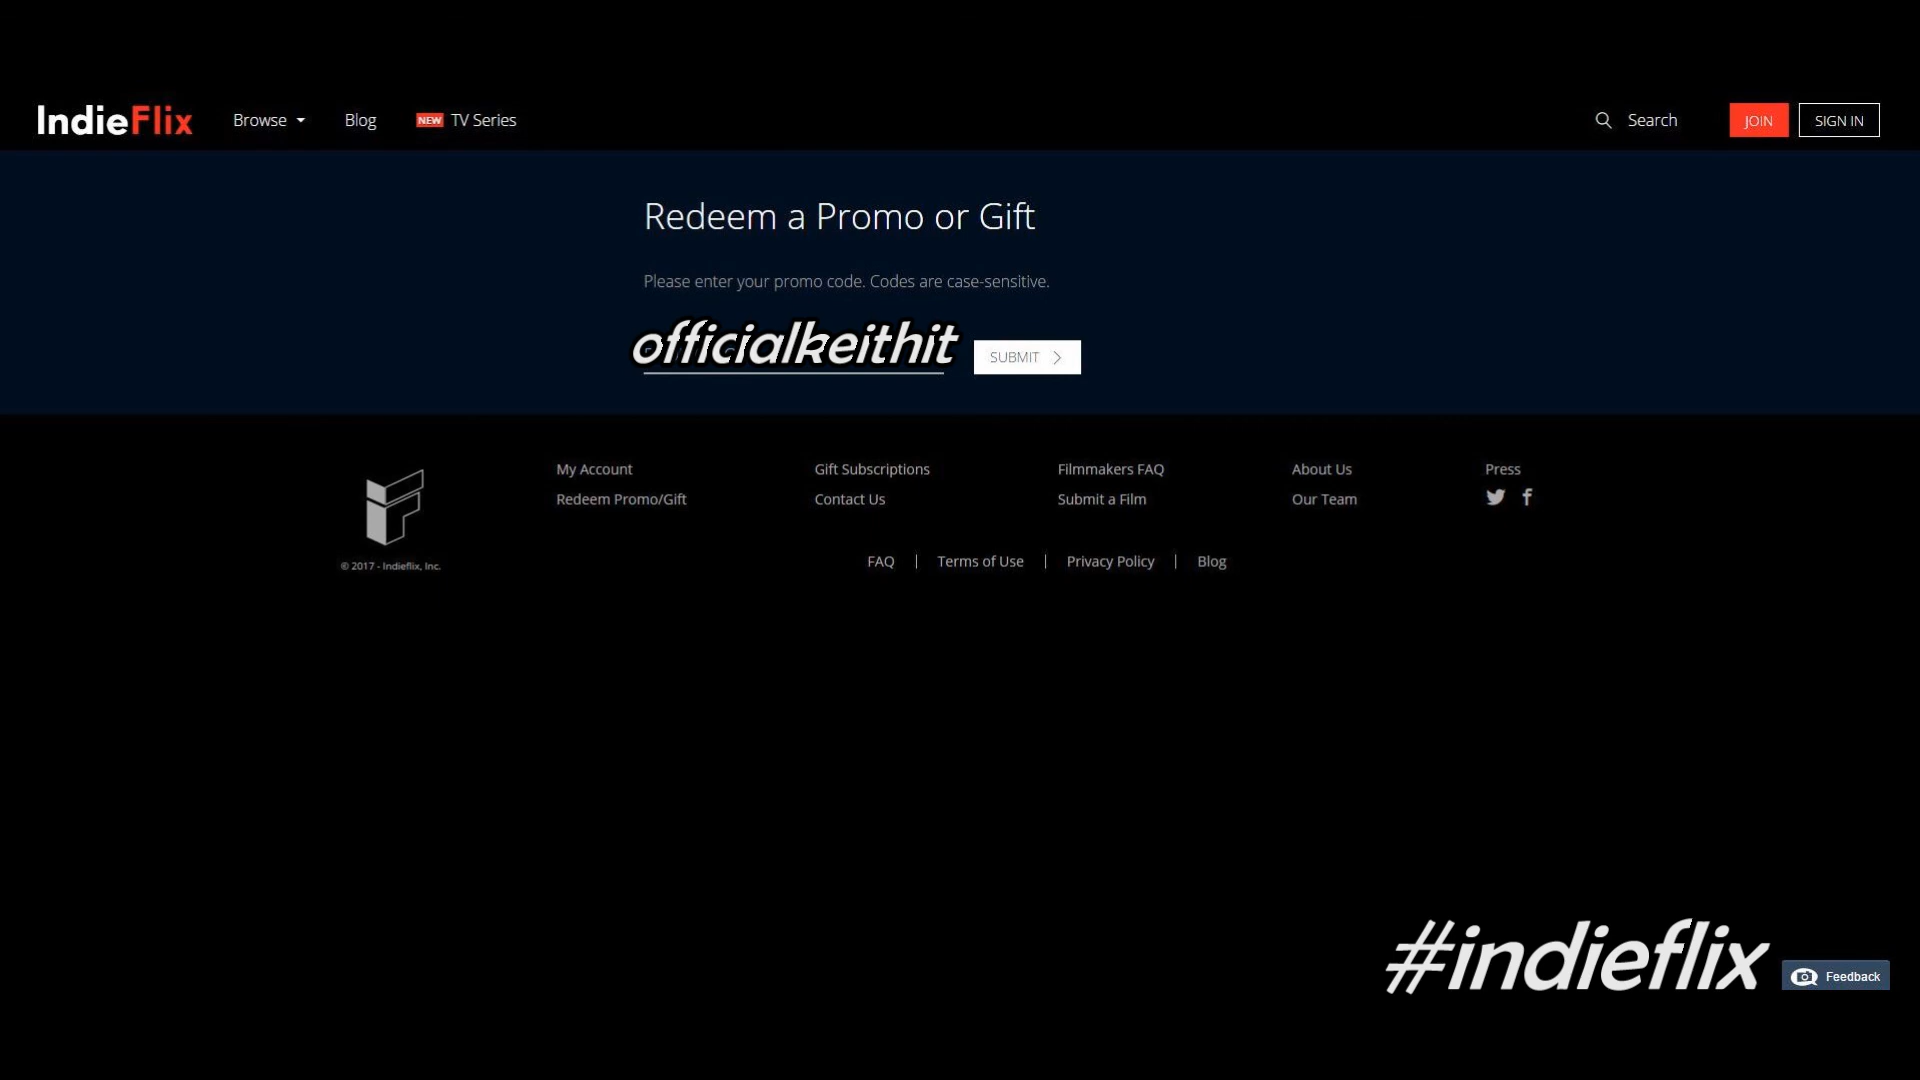 IndieFlix Browse Blog NEW TV Series Search JOIN SIGN IN
Redeem a Promo or Gift
Please enter your promo code. Codes are case-sensitive.
officialkeithit SUBMIT
My Account Gift Subscriptions Filmmakers FAQ About Us Press
Redeem Promo/Gift Contact Us Submit a Film Our Team
© 2017 - Indieflix, Inc. FAQ | Terms of Use | Privacy Policy | Blog
#indieflix Feedback